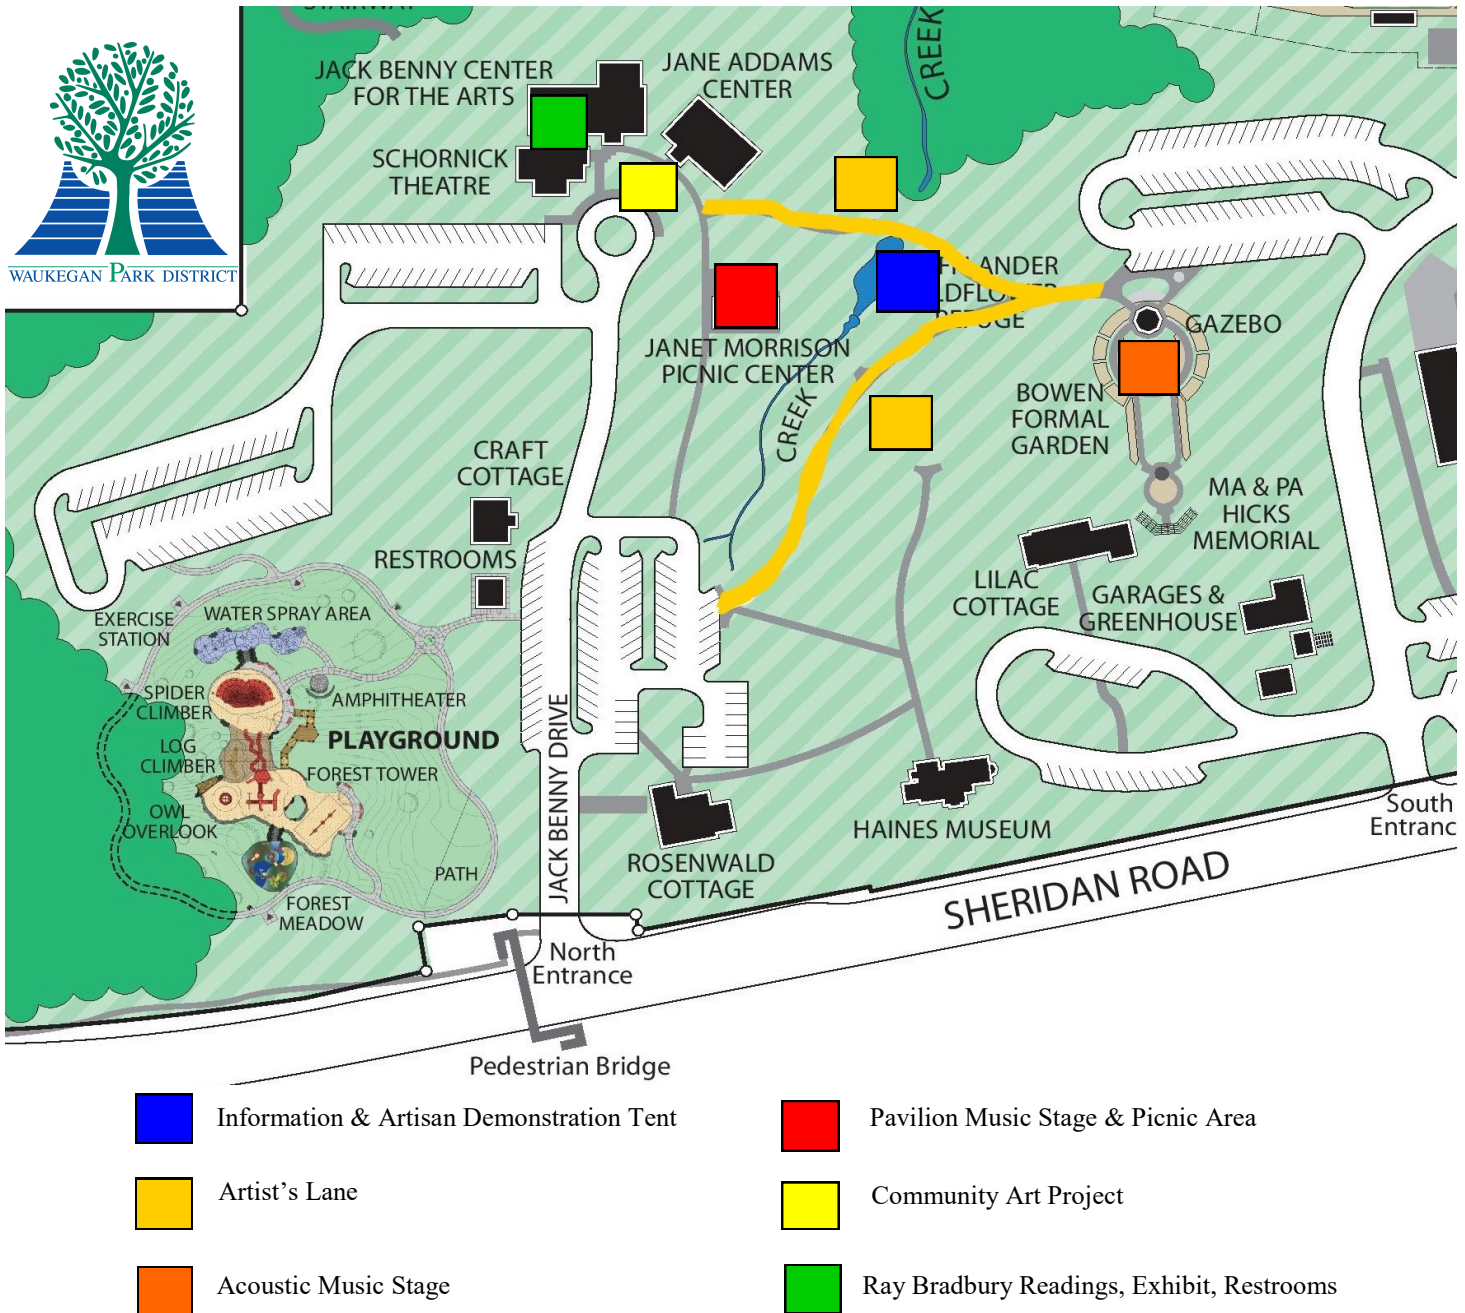 STAIRWAY
CREEK
JACK BENNY CENTER
FOR THE ARTS
JANE ADDAMS
CENTER
SCHORNICK
THEATRE
WAUKEGAN PARK DISTRICT
GAZEBO
JANET MORRISON
PICNIC CENTER
CREEK
BOWEN
FORMAL
GARDEN
CRAFT
COTTAGE
RESTROOMS
MA & PA
HICKS
MEMORIAL
LILAC
COTTAGE
GARAGES &
GREENHOUSE
EXERCISE
STATION
WATER SPRAY AREA
SPIDER
CLIMBER
AMPHITHEATER
PLAYGROUND
LOG
CLIMBER
FOREST TOWER
OWL
OVERLOOK
PATH
FOREST
MEADOW
JACK BENNY DRIVE
ROSENWALD
COTTAGE
HAINES MUSEUM
South
Entranc
SHERIDAN ROAD
North
Entrance
Pedestrian Bridge
Information & Artisan Demonstration Tent
Pavilion Music Stage & Picnic Area
Artist’s Lane
Community Art Project
Acoustic Music Stage
Ray Bradbury Readings, Exhibit, Restrooms